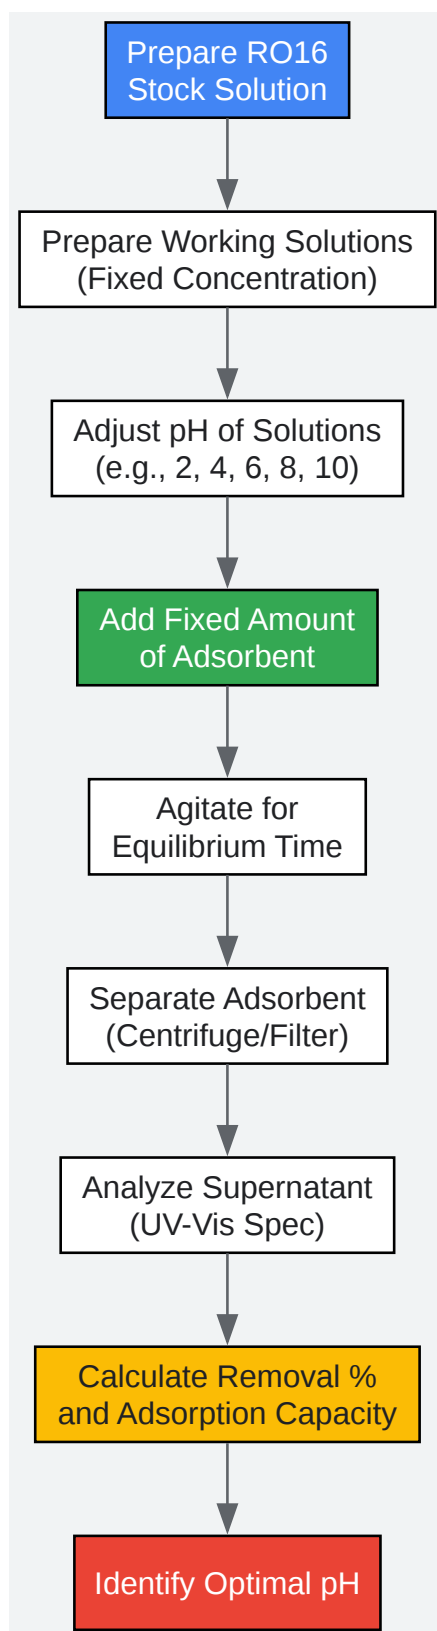 Prepare RO16
Stock Solution
Prepare Working Solutions
(Fixed Concentration)
Adjust pH of Solutions
(e.g., 2, 4, 6, 8, 10)
Add Fixed Amount
of Adsorbent
Agitate for
Equilibrium Time
Separate Adsorbent
(Centrifuge/Filter)
Analyze Supernatant
(UV-Vis Spec)
Calculate Removal %
and Adsorption Capacity
Identify Optimal pH